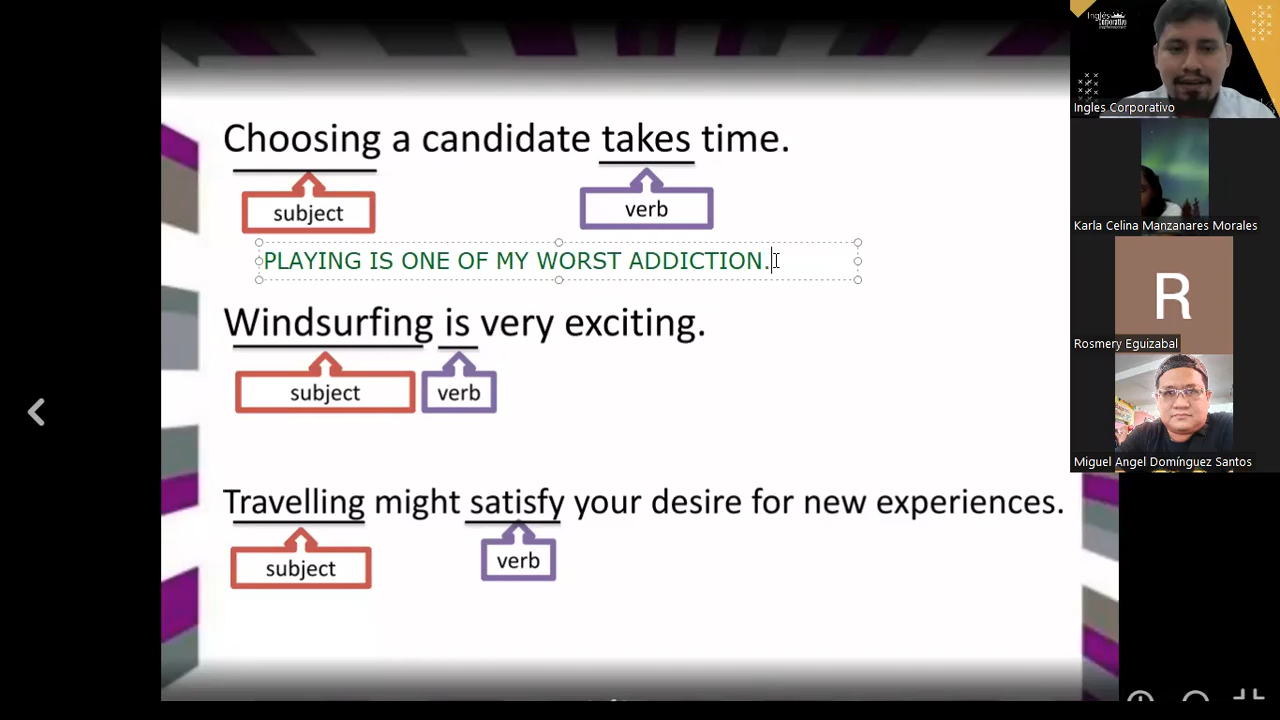 Choosing a candidate takes time.
subject
verb
PLAYING IS ONE OF MY WORST ADDICTION.
Windsurfing is very exciting.
subject
verb
Travelling might satisfy your desire for new experiences.
subject
verb
Inglés
Corporativo
Ingles Corporativo
Karla Celina Manzanares Morales
R
Rosmery Eguizabal
Miguel Angel Domínguez Santos